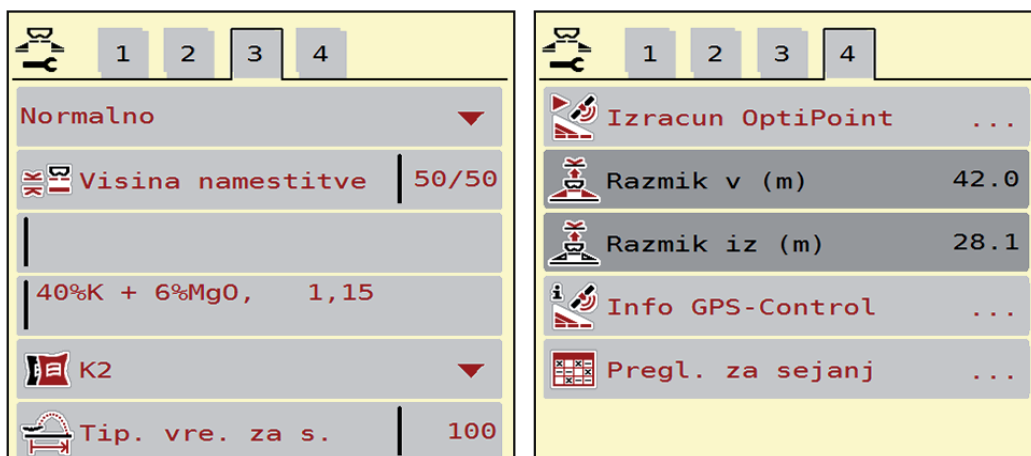 1 2 3 4
Normalno
Visina namestitve 50/50
40%K + 6%MgO, 1,15
K2
Tip. vre. za s. 100
1 2 3 4
Izracun OptiPoint ...
Razmik v (m) 42.0
Razmik iz (m) 28.1
Info GPS-Control ...
Pregl. za sejanj ...